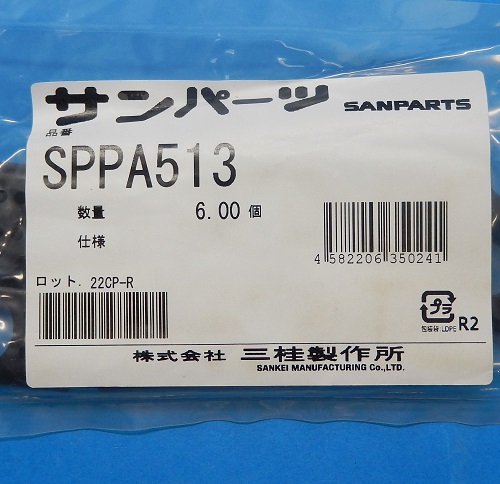 サンパーツ SANPARTS
品番
SPPA513
数量 6.00 個
仕様
4 582206 350241
ロット. 22CP-R
プラ
包装袋:LDPE R2
株式会社 三桂製作所
SANKEI MANUFACTURING Co.,LTD.